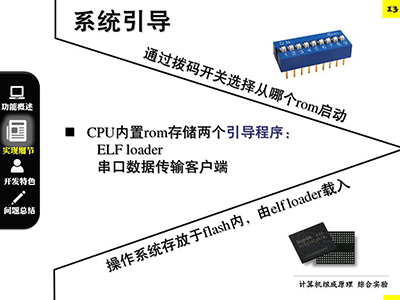 系统引导
13
通过拨码开关选择从哪个rom启动
功能概述
实现细节
开发特色
问题总结
■ CPU内置rom存储两个引导程序：
ELF loader
串口数据传输客户端
操作系统存放于flash内，由elf loader载入
计算机组成原理 综合实验